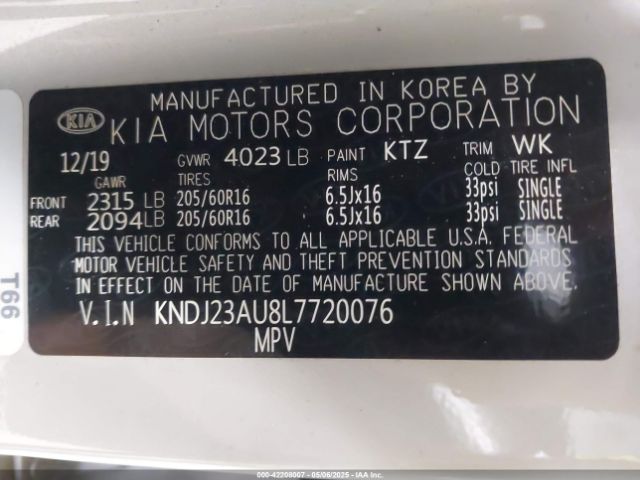 MANUFACTURED IN KOREA BY
KIA KIA MOTORS CORPORATION
12/19 GVWR 4023 LB PAINT KTZ TRIM WK
GAWR TIRES RIMS COLD TIRE INFL
FRONT 2315 LB 205/60R16 6.5Jx16 33psi SINGLE
REAR 2094 LB 205/60R16 6.5Jx16 33psi SINGLE
THIS VEHICLE CONFORMS TO ALL APPLICABLE U.S.A. FEDERAL
MOTOR VEHICLE SAFETY AND THEFT PREVENTION STANDARDS
IN EFFECT ON THE DATE OF MANUFACTURE SHOWN ABOVE.
V.I.N KNDJ23AU8L7720076
MPV
T66
000-42208007 - 05/06/2025 - IAAI.COM